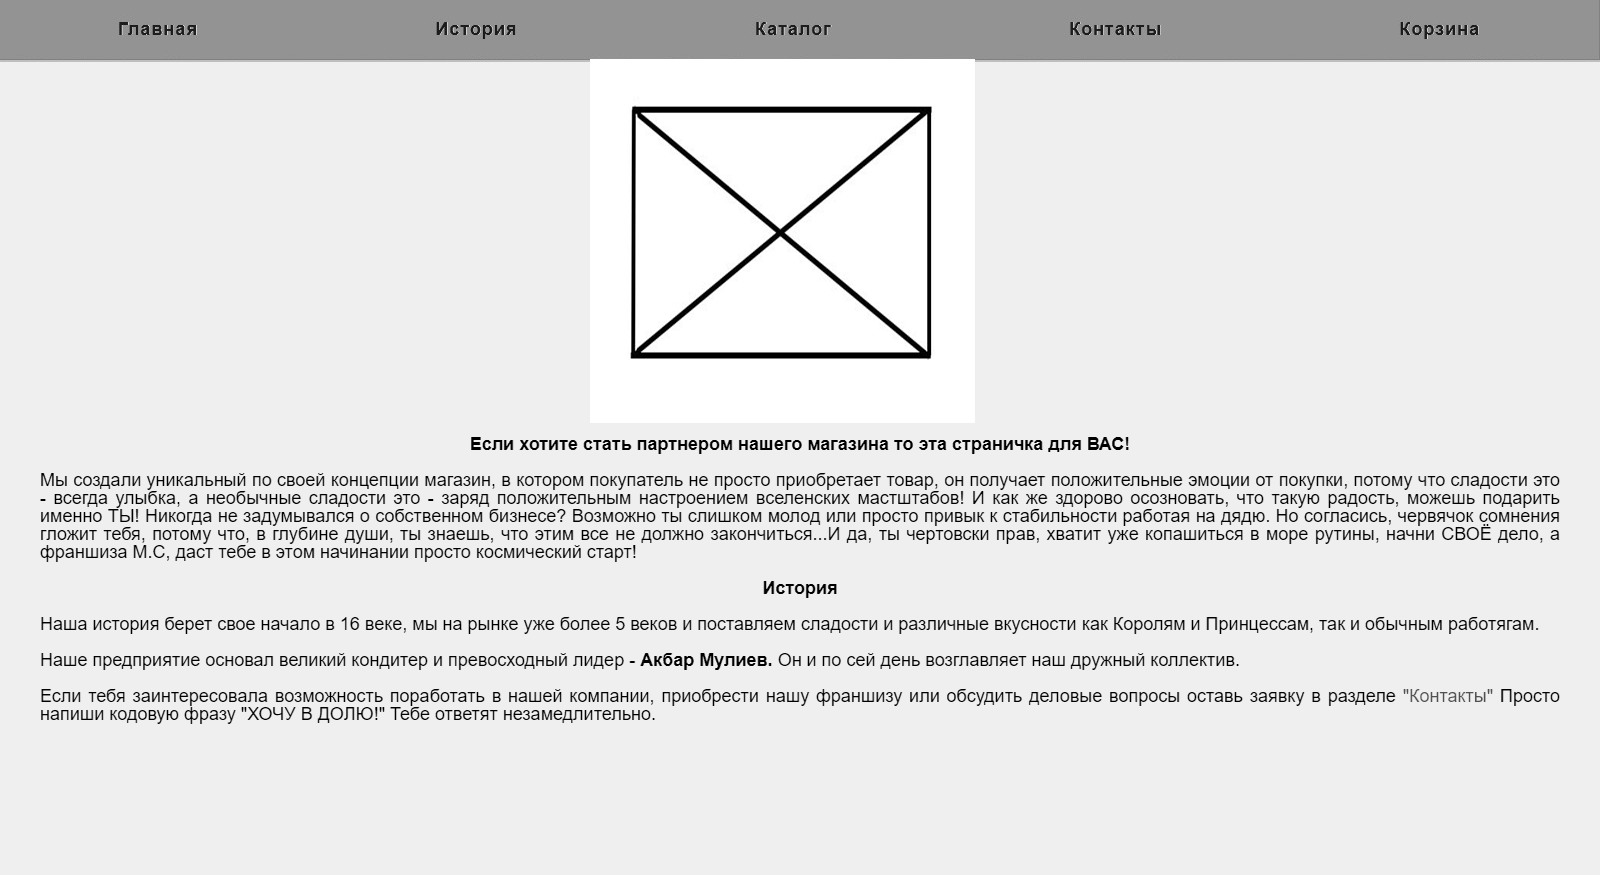 Главная История Каталог Контакты Корзина
Если хотите стать партнером нашего магазина то эта страничка для ВАС!
Мы создали уникальный по своей концепции магазин, в котором покупатель не просто приобретает товар, он получает положительные эмоции от покупки, потому что сладости это
- всегда улыбка, а необычные сладости это - заряд положительным настроением вселенских мастштабов! И как же здорово осозновать, что такую радость, можешь подарить
именно ТЫ! Никогда не задумывался о собственном бизнесе? Возможно ты слишком молод или просто привык к стабильности работая на дядю. Но согласись, червячок сомнения
гложит тебя, потому что, в глубине души, ты знаешь, что этим все не должно закончиться...И да, ты чертовски прав, хватит уже копашиться в море рутины, начни СВОЁ дело, а
франшиза М.С, даст тебе в этом начинании просто космический старт!
История
Наша история берет свое начало в 16 веке, мы на рынке уже более 5 веков и поставляем сладости и различные вкусности как Королям и Принцессам, так и обычным работягам.
Наше предприятие основал великий кондитер и превосходный лидер - Акбар Мулиев. Он и по сей день возглавляет наш дружный коллектив.
Если тебя заинтересовала возможность поработать в нашей компании, приобрести нашу франшизу или обсудить деловые вопросы оставь заявку в разделе "Контакты" Просто
напиши кодовую фразу "ХОЧУ В ДОЛЮ!" Тебе ответят незамедлительно.